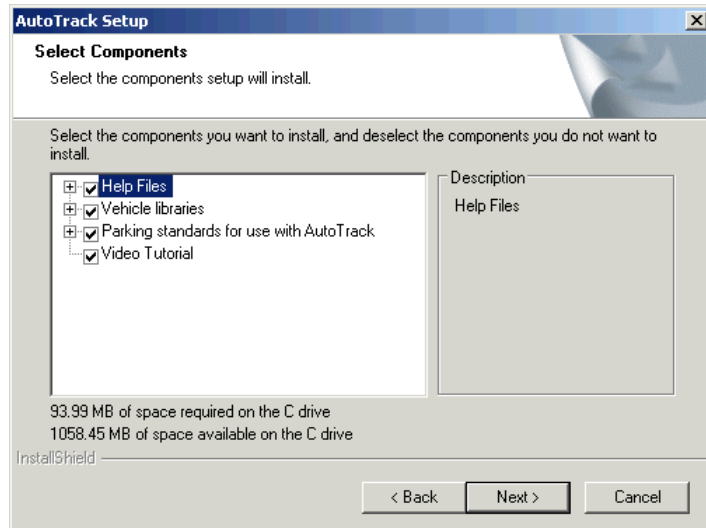 AutoTrack Setup
Select Components
Select the components setup will install.
Select the components you want to install, and deselect the components you do not want to
install.
Help Files
Vehicle libraries
Parking standards for use with AutoTrack
Video Tutorial
Description
Help Files
93.99 MB of space required on the C drive
1058.45 MB of space available on the C drive
InstallShield
< Back
Next >
Cancel